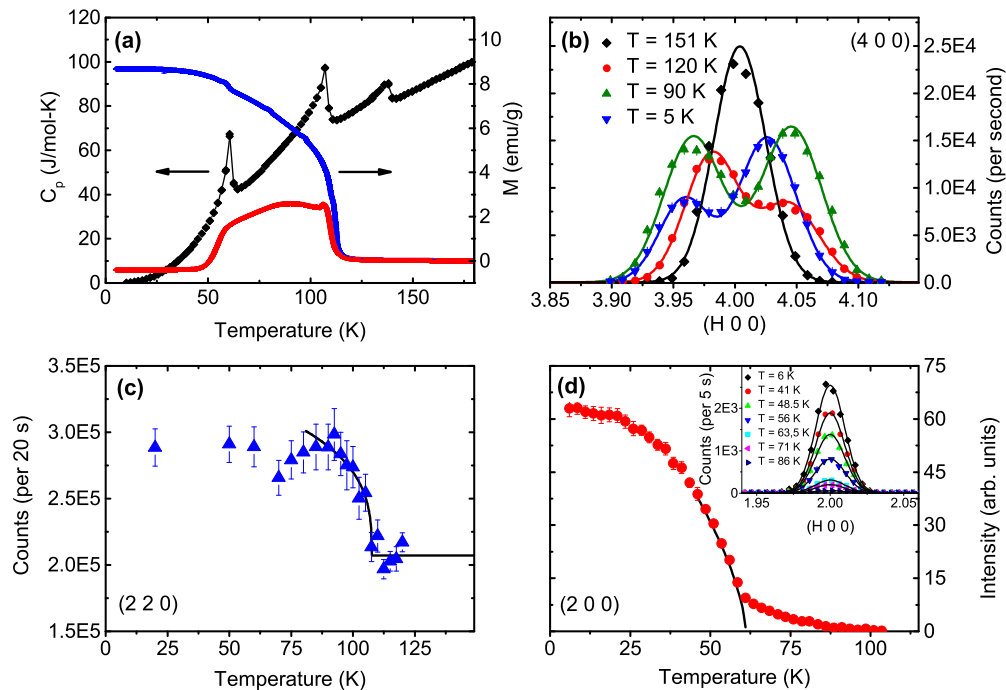 (a)
C_p (J/mol-K)
120
100
80
60
40
20
0
0
50
100
150
Temperature (K)
10
8
6
4
2
0
M (emu/g)
(b)
(4 0 0)
T = 151 K
T = 120 K
T = 90 K
T = 5 K
2.5E4
2.0E4
1.5E4
1.0E4
5.0E3
0.0
Counts (per second)
3.85
3.90
3.95
4.00
4.05
4.10
(H 0 0)
(c)
Counts (per 20 s)
3.5E5
3.0E5
2.5E5
2.0E5
1.5E5
(2 2 0)
0
25
50
75
100
125
Temperature (K)
(d)
Counts (per 5 s)
2E3
1E3
0
T = 6 K
T = 41 K
T = 48.5 K
T = 56 K
T = 63,5 K
T = 71 K
T = 86 K
1.95
2.00
2.05
(H 0 0)
75
60
45
30
15
0
Intensity (arb. units)
(2 0 0)
0
25
50
75
100
Temperature (K)